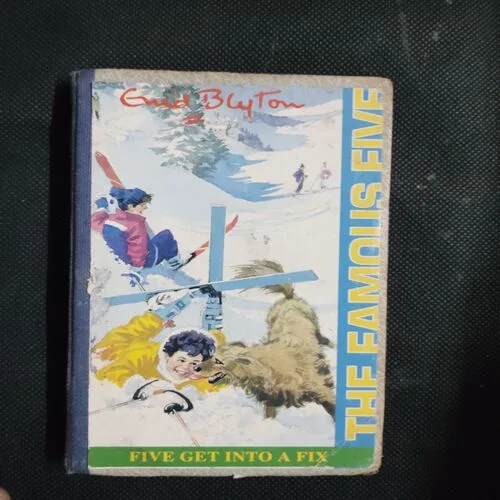 Enid Blyton
THE FAMOUS FIVE
FIVE GET INTO A FIX